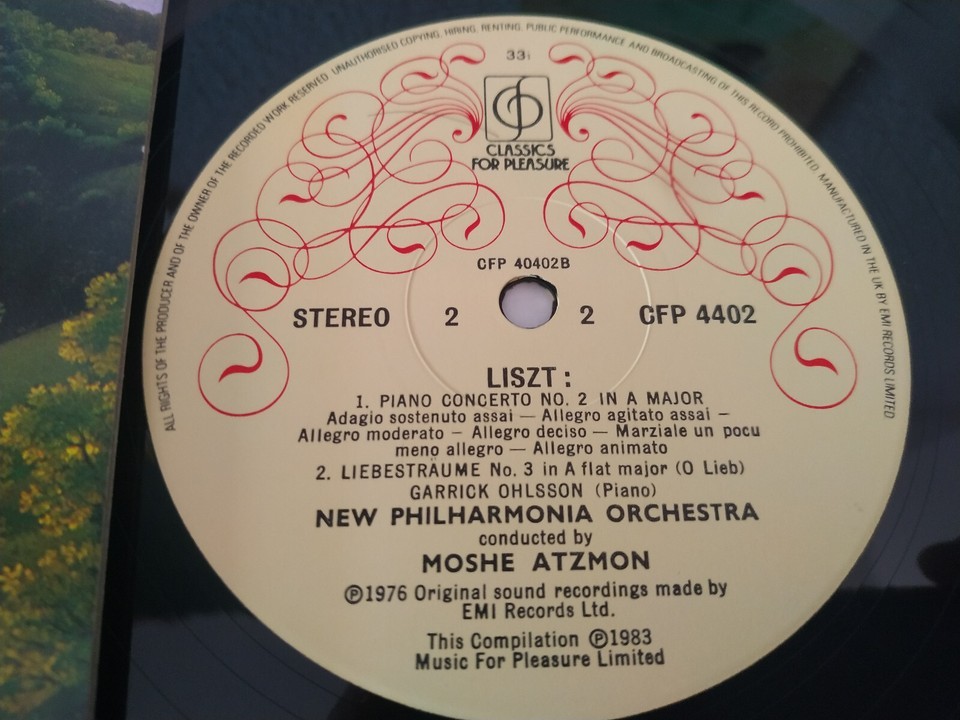 ALL RIGHTS OF THE PRODUCER AND OF THE OWNER OF THE RECORDED WORK RESERVED. UNAUTHORISED COPYING, HIRING, RENTING, PUBLIC PERFORMANCE AND BROADCASTING OF THIS RECORD PROHIBITED. MANUFACTURED IN THE UK BY EMI RECORDS LIMITED
33⅓
CLASSICS
FOR PLEASURE
CFP 40402B
STEREO 2 2 CFP 4402
LISZT:
1. PIANO CONCERTO NO. 2 IN A MAJOR
Adagio sostenuto assai — Allegro agitato assai –
Allegro moderato – Allegro deciso — Marziale un pocu
meno allegro — Allegro animato
2. LIEBESTRÄUME No. 3 in A flat major (O Lieb)
GARRICK OHLSSON (Piano)
NEW PHILHARMONIA ORCHESTRA
conducted by
MOSHE ATZMON
℗1976 Original sound recordings made by
EMI Records Ltd.
This Compilation ℗1983
Music For Pleasure Limited